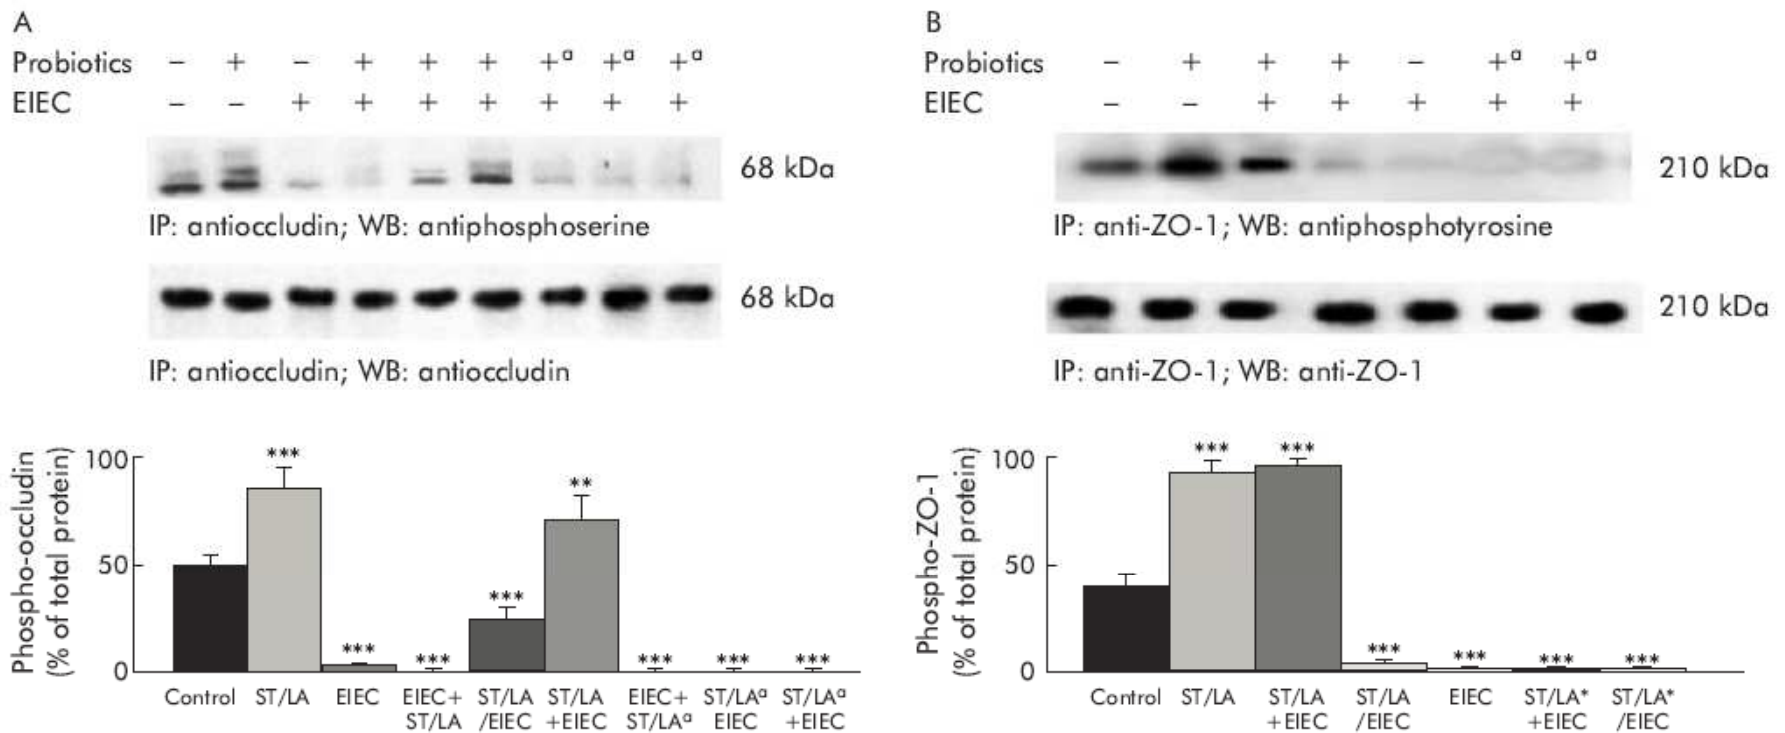 A
Probiotics − + − + + + +ᵅ +ᵅ +ᵅ
EIEC − − + + + + + + +
68 kDa
IP: antioccludin; WB: antiphosphoserine
68 kDa
IP: antioccludin; WB: antioccludin
Phospho-occludin
(% of total protein)
100
50
0
*** *** *** *** ** *** *** ***
Control ST/LA EIEC EIEC+ ST/LA ST/LA EIEC+ ST/LAᵅ ST/LAᵅ
ST/LA /EIEC +EIEC ST/LAᵅ EIEC +EIEC
B
Probiotics − + + + − +ᵅ +ᵅ
EIEC − − + + + + +
210 kDa
IP: anti-ZO-1; WB: antiphosphotyrosine
210 kDa
IP: anti-ZO-1; WB: anti-ZO-1
Phospho-ZO-1
(% of total protein)
100
50
0
*** *** *** *** *** ***
Control ST/LA ST/LA ST/LA EIEC ST/LA* ST/LA*
+EIEC /EIEC +EIEC /EIEC